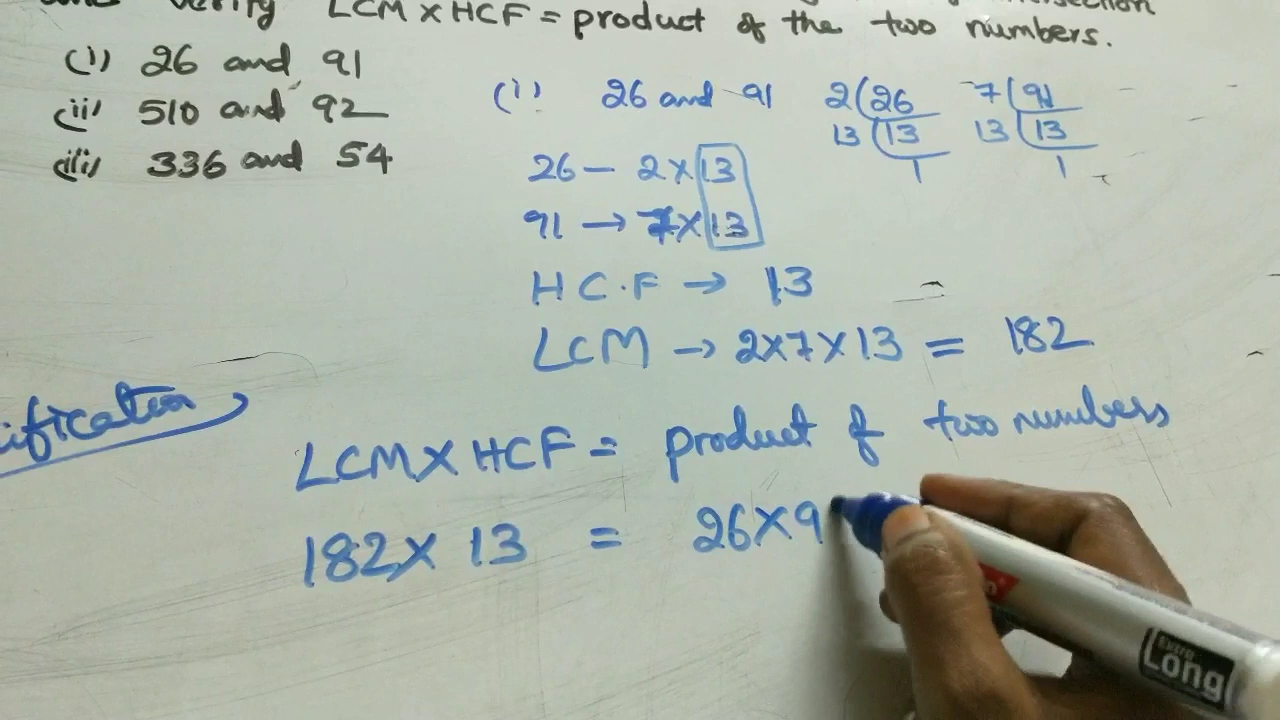 verify LCM X HCF = product of the two numbers.
(i) 26 and 91
(ii) 510 and 92
(iii) 336 and 54
(i) 26 and 91
2 26
13 13
1
7 91
13 13
1
26 — 2 X 13
91 → 7 X 13
H C.F → 13
LCM → 2x7 X 13 = 182
LCM X HCF = product of two numbers
182 X 13 = 26 X 9
Long